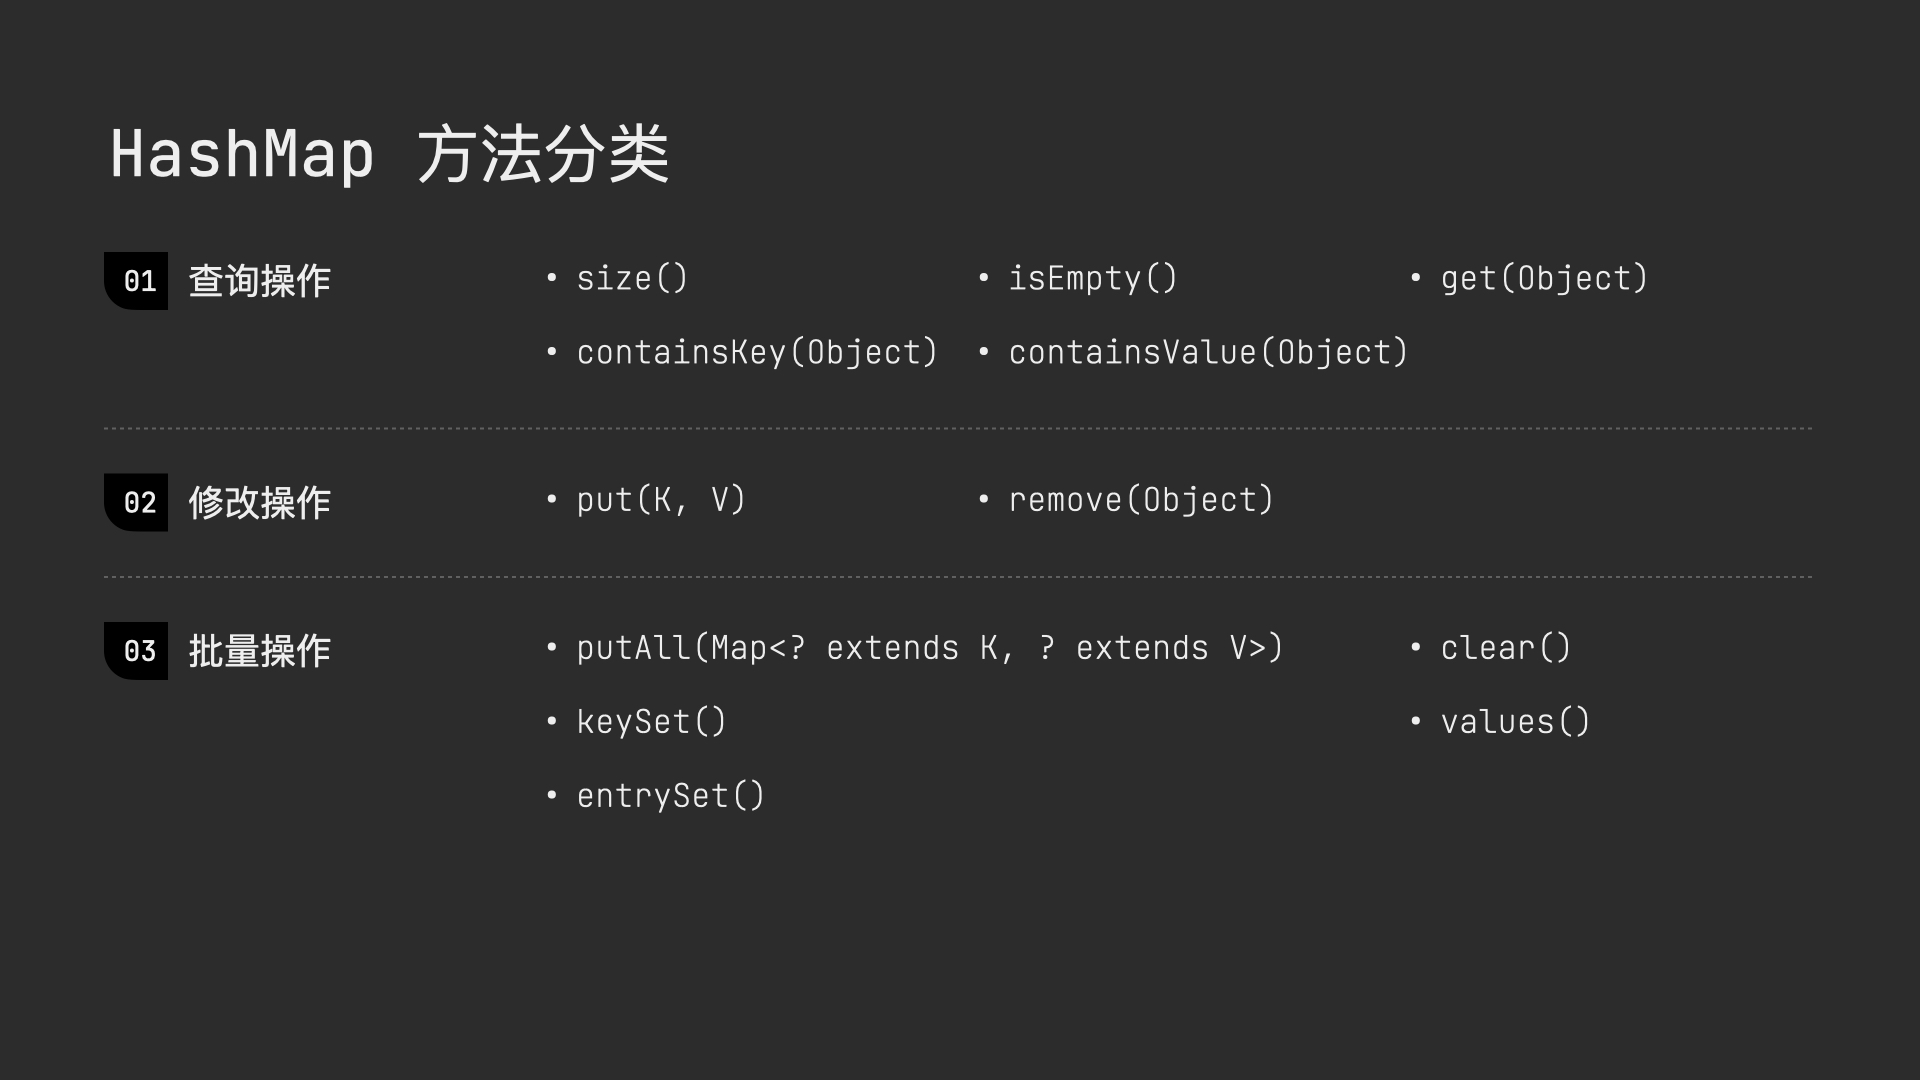 HashMap 方法分类
01 查询操作
• size() • isEmpty() • get(Object)
• containsKey(Object) • containsValue(Object)
02 修改操作
• put(K, V) • remove(Object)
03 批量操作
• putAll(Map<? extends K, ? extends V>) • clear()
• keySet() • values()
• entrySet()